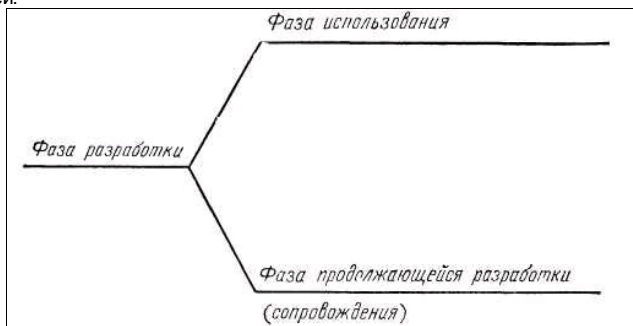 Фаза использования
Фаза разработки
Фаза продолжающейся разработки
(сопровождения)